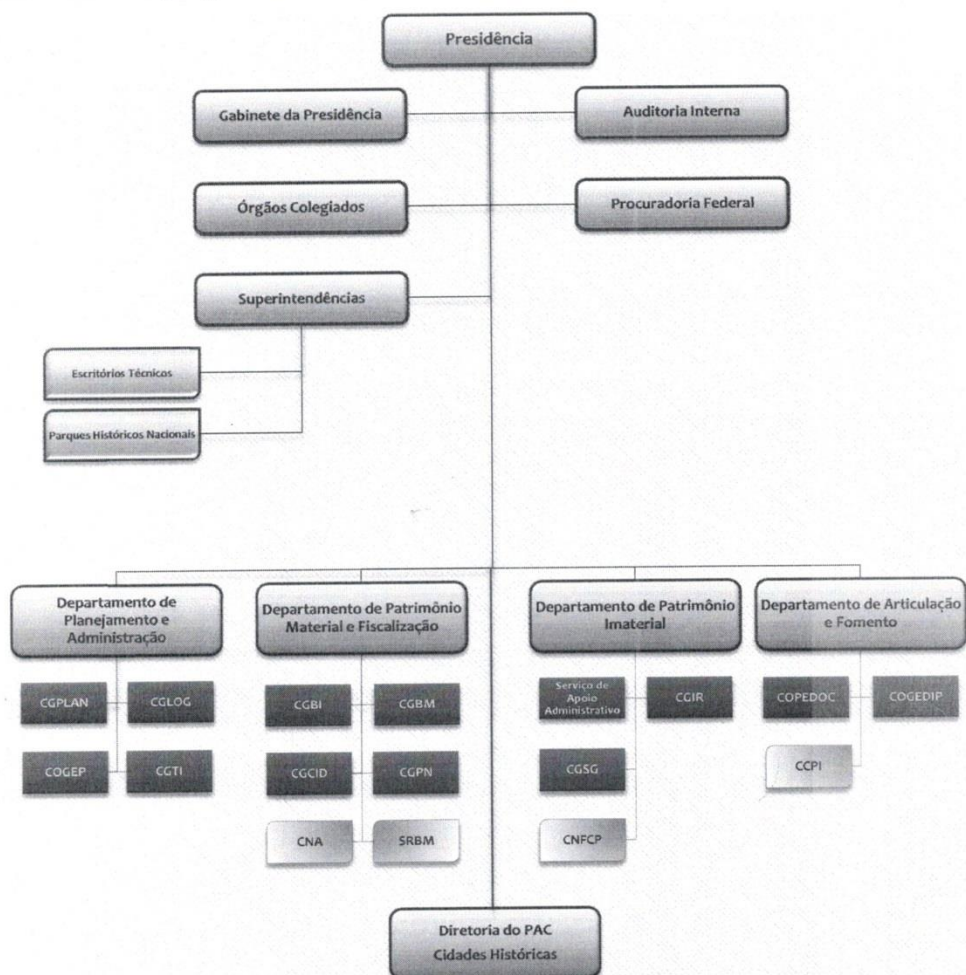 Presidência
Gabinete da Presidência
Auditoria Interna
Órgãos Colegiados
Procuradoria Federal
Superintendências
Escritórios Técnicos
Parques Históricos Nacionais
Departamento de
Planejamento e
Administração
Departamento de Patrimônio
Material e Fiscalização
Departamento de Patrimônio
Imaterial
Departamento de Articulação
e Fomento
CGPLAN
CGLOG
COGEP
CGTI
CGBI
CGBM
CGCID
CGPN
CNA
SRBM
Serviço de
Apoio
Administrativo
CGIR
CGSG
CNFCP
COPEDOC
COGEDIP
CCPI
Diretoria do PAC
Cidades Históricas